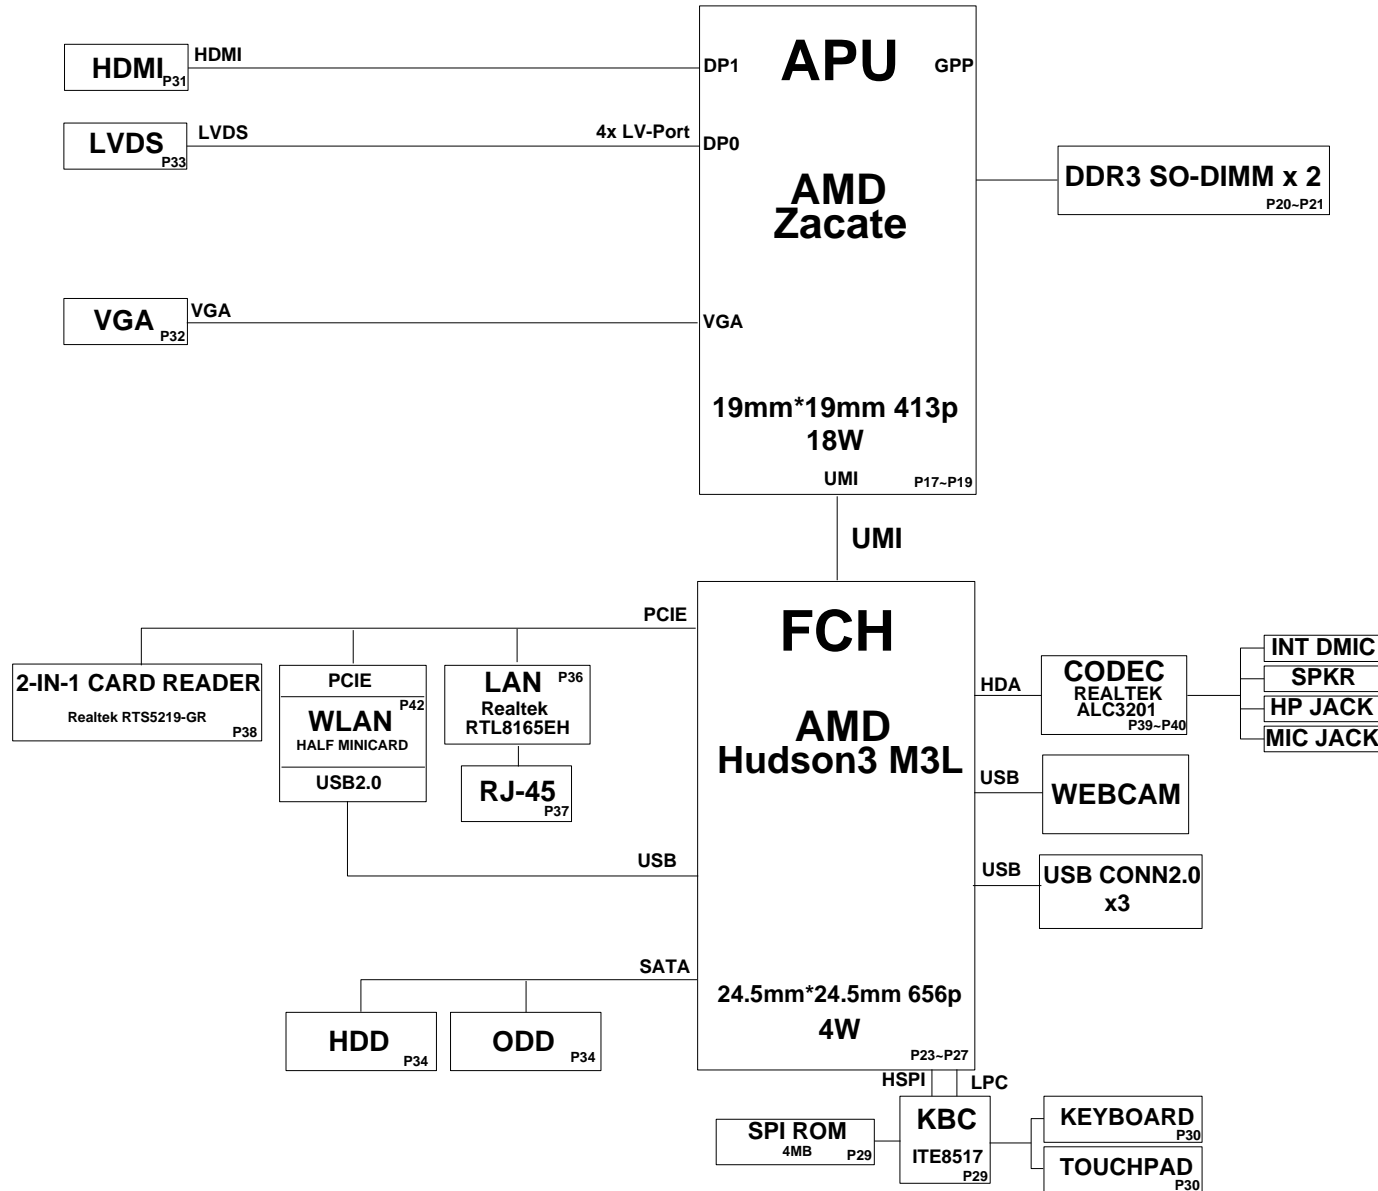 HDMI
P31
HDMI
DP1
APU
GPP
LVDS
P33
LVDS
4x LV-Port
DP0
AMD
Zacate
DDR3 SO-DIMM x 2
P20~P21
VGA
P32
VGA
VGA
19mm*19mm 413p
18W
UMI
P17~P19
UMI
PCIE
FCH
AMD
Hudson3 M3L
2-IN-1 CARD READER
Realtek RTS5219-GR
P38
PCIE
P42
WLAN
HALF MINICARD
USB2.0
LAN
P36
Realtek
RTL8165EH
RJ-45
P37
HDA
CODEC
REALTEK
ALC3201
P39~P40
INT DMIC
SPKR
HP JACK
MIC JACK
USB
WEBCAM
USB
USB
USB CONN2.0
x3
SATA
24.5mm*24.5mm 656p
4W
P23~P27
HDD
P34
ODD
P34
HSPI
LPC
SPI ROM
4MB
P29
KBC
ITE8517
P29
KEYBOARD
P30
TOUCHPAD
P30